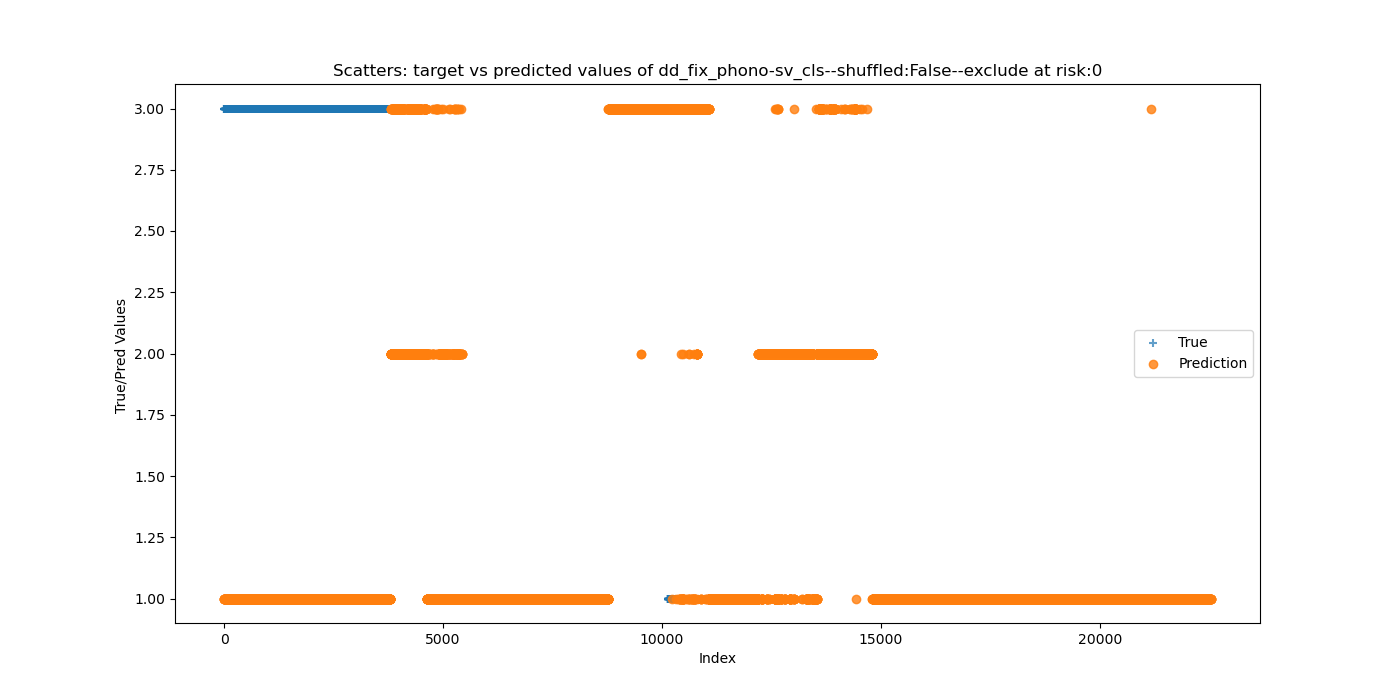 Scatters: target vs predicted values of dd_fix_phono-sv_cls--shuffled:False--exclude at risk:0
3.00
2.75
2.50
2.25
2.00
1.75
1.50
1.25
1.00
True/Pred Values
True
Prediction
0
5000
10000
15000
20000
Index